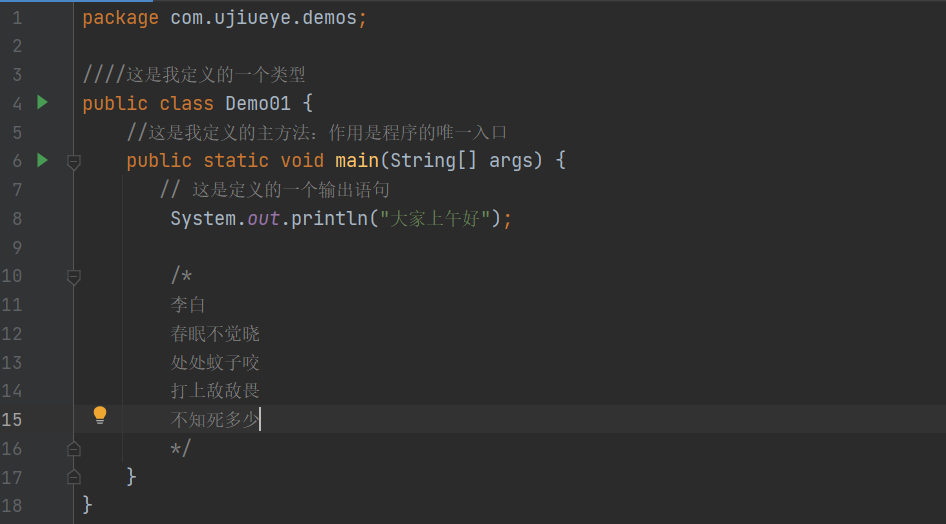 1 package com.ujiueye.demos;
2
3 ////这是我定义的一个类型
4 public class Demo01 {
5 //这是我定义的主方法：作用是程序的唯一入口
6 public static void main(String[] args) {
7 // 这是定义的一个输出语句
8 System.out.println("大家上午好");
9
10 /*
11 李白
12 春眠不觉晓
13 处处蚊子咬
14 打上敌敌畏
15 不知死多少
16 */
17 }
18 }